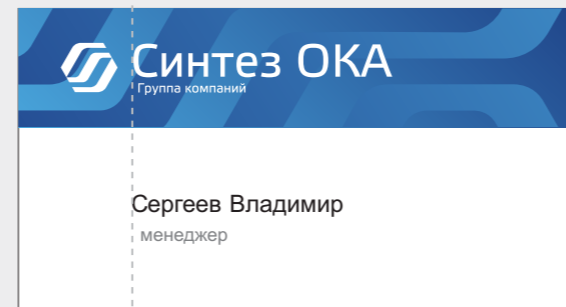 Синтез ОКА
Группа компаний
Сергеев Владимир
менеджер